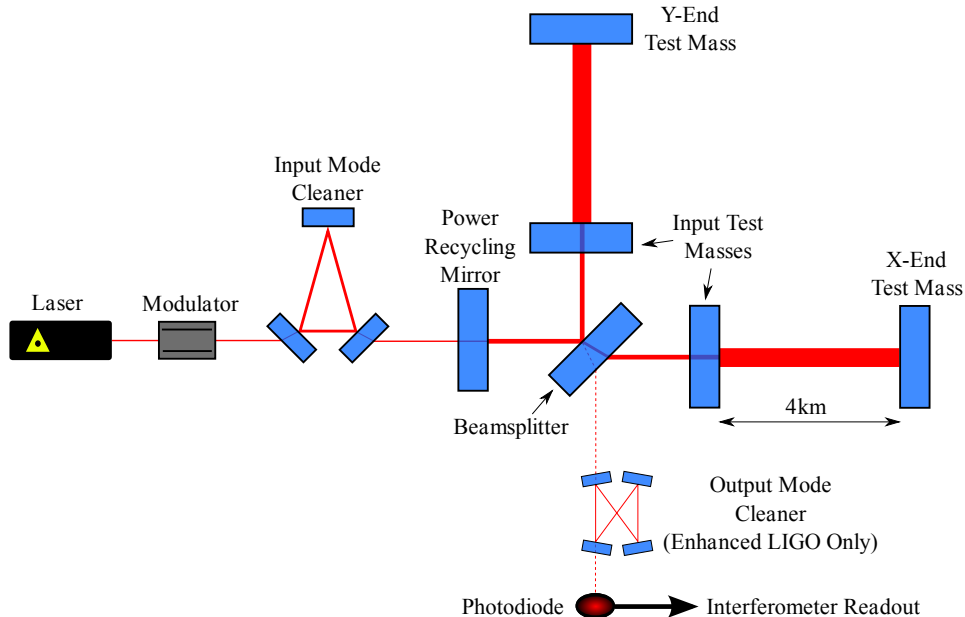 Y-End
Test Mass
Input Mode
Cleaner
Power
Recycling
Mirror
Input Test
Masses
X-End
Test Mass
Laser
Modulator
4km
Beamsplitter
Output Mode
Cleaner
(Enhanced LIGO Only)
Photodiode
Interferometer Readout